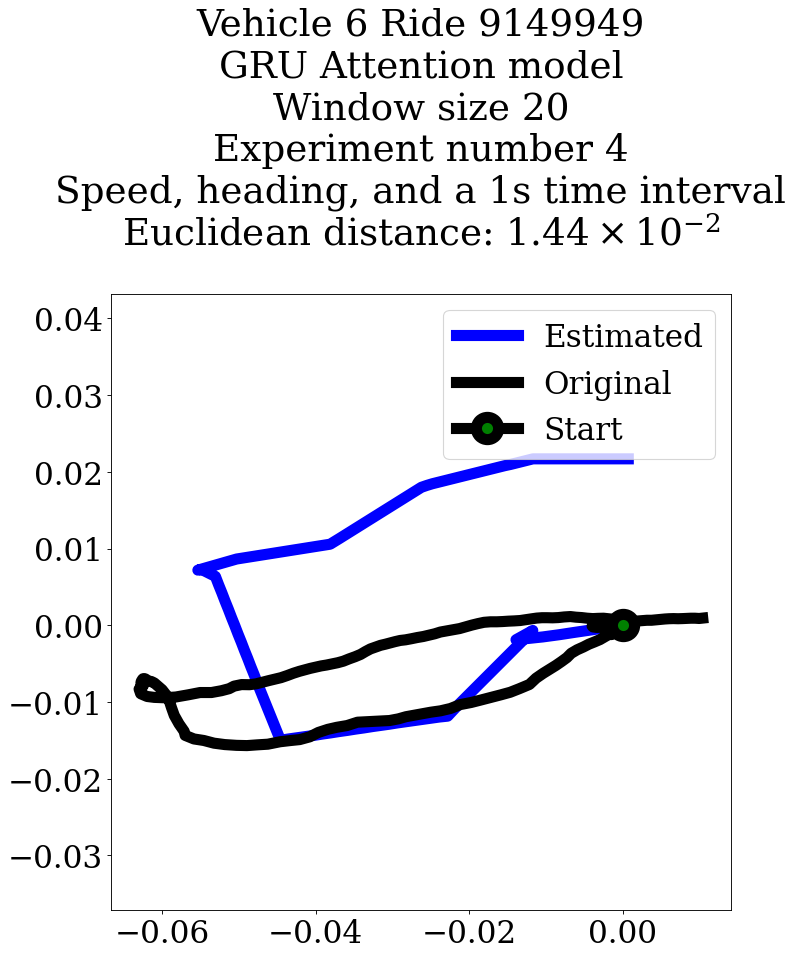 Vehicle 6 Ride 9149949
GRU Attention model
Window size 20
Experiment number 4
Speed, heading, and a 1s time interval
Euclidean distance: 1.44 × 10⁻²
Estimated
Original
Start
0.04
0.03
0.02
0.01
0.00
−0.01
−0.02
−0.03
−0.06 −0.04 −0.02 0.00